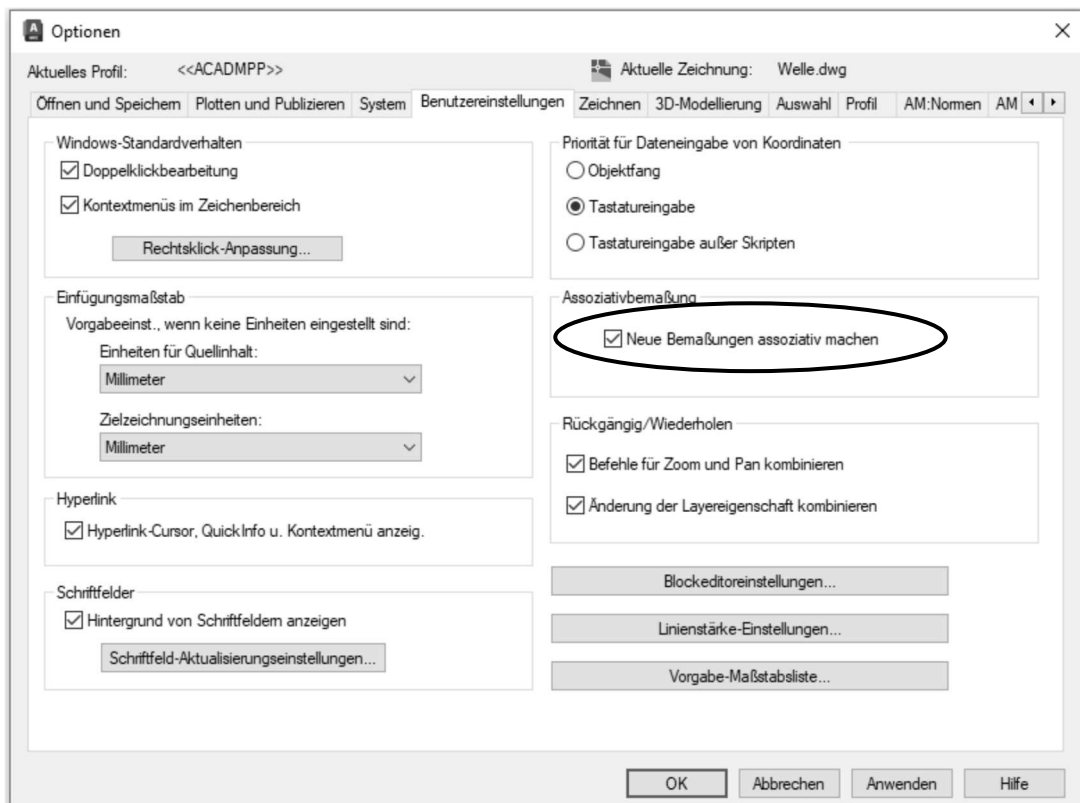 Optionen
Aktuelles Profil: <<ACADMPP>> Aktuelle Zeichnung: Welle.dwg
Öffnen und Speichern Plotten und Publizieren System Benutzereinstellungen Zeichnen 3D-Modellierung Auswahl Profil AM:Normen AM
Windows-Standardverhalten
Doppelklickbearbeitung
Kontextmenüs im Zeichenbereich
Rechtsklick-Anpassung...
Einfügungsmaßstab
Vorgabeeinst., wenn keine Einheiten eingestellt sind:
Einheiten für Quellinhalt:
Millimeter
Zielzeichnungseinheiten:
Millimeter
Hyperlink
Hyperlink-Cursor, QuickInfo u. Kontextmenü anzeig.
Schriftfelder
Hintergrund von Schriftfeldern anzeigen
Schriftfeld-Aktualisierungseinstellungen...
Priorität für Dateneingabe von Koordinaten
Objektfang
Tastatureingabe
Tastatureingabe außer Skripten
Assoziativbemaßung
Neue Bemaßungen assoziativ machen
Rückgängig/Wiederholen
Befehle für Zoom und Pan kombinieren
Änderung der Layereigenschaft kombinieren
Blockeditoreinstellungen...
Linienstärke-Einstellungen...
Vorgabe-Maßstabsliste...
OK Abbrechen Anwenden Hilfe